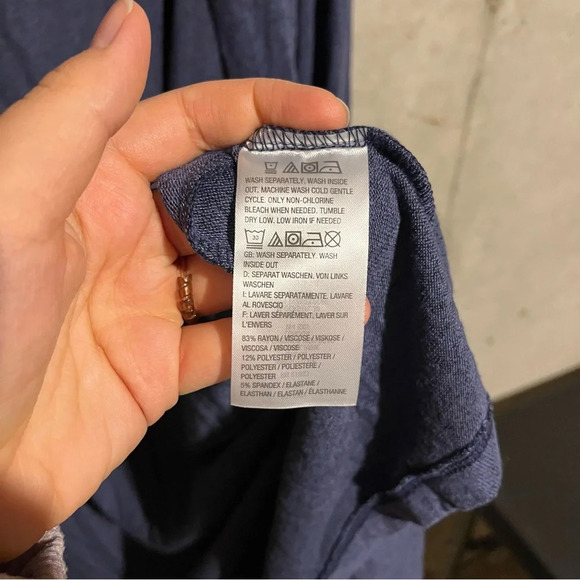 WASH SEPARATELY. WASH INSIDE
OUT. MACHINE WASH COLD GENTLE
CYCLE. ONLY NON-CHLORINE
BLEACH WHEN NEEDED. TUMBLE
DRY LOW. LOW IRON IF NEEDED
30
GB: WASH SEPARATELY. WASH
INSIDE OUT
D: SEPARAT WASCHEN. VON LINKS
WASCHEN
I: LAVARE SEPARATAMENTE. LAVARE
AL ROVESCIO
F: LAVER SÉPARÉMENT. LAVER SUR
L'ENVERS
83% RAYON / VISCOSE / VISKOSE /
VISCOSA / VISCOSE
12% POLYESTER / POLYESTER /
POLYESTER / POLIESTERE /
POLYESTER
5% SPANDEX / ELASTANE /
ELASTHAN / ELASTAN / ÉLASTHANNE